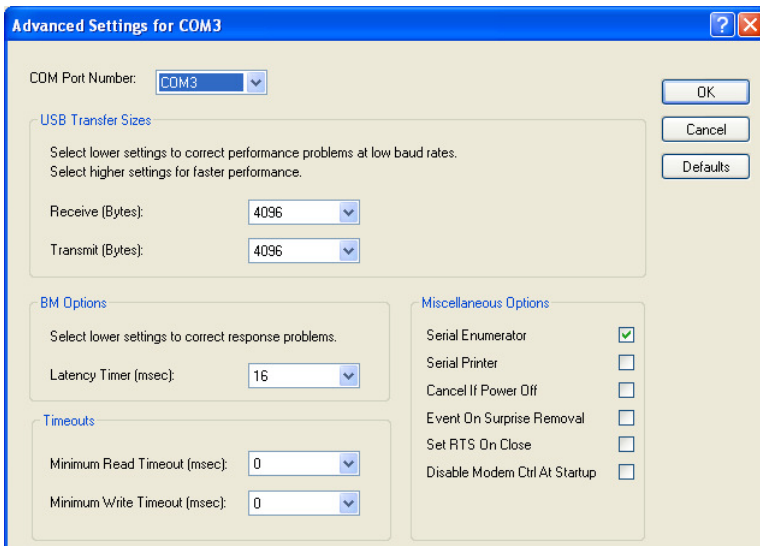 Advanced Settings for COM3
COM Port Number: COM3
OK
Cancel
Defaults
USB Transfer Sizes
Select lower settings to correct performance problems at low baud rates.
Select higher settings for faster performance.
Receive (Bytes): 4096
Transmit (Bytes): 4096
BM Options
Select lower settings to correct response problems.
Latency Timer (msec): 16
Timeouts
Minimum Read Timeout (msec): 0
Minimum Write Timeout (msec): 0
Miscellaneous Options
Serial Enumerator
Serial Printer
Cancel If Power Off
Event On Surprise Removal
Set RTS On Close
Disable Modem Ctrl At Startup